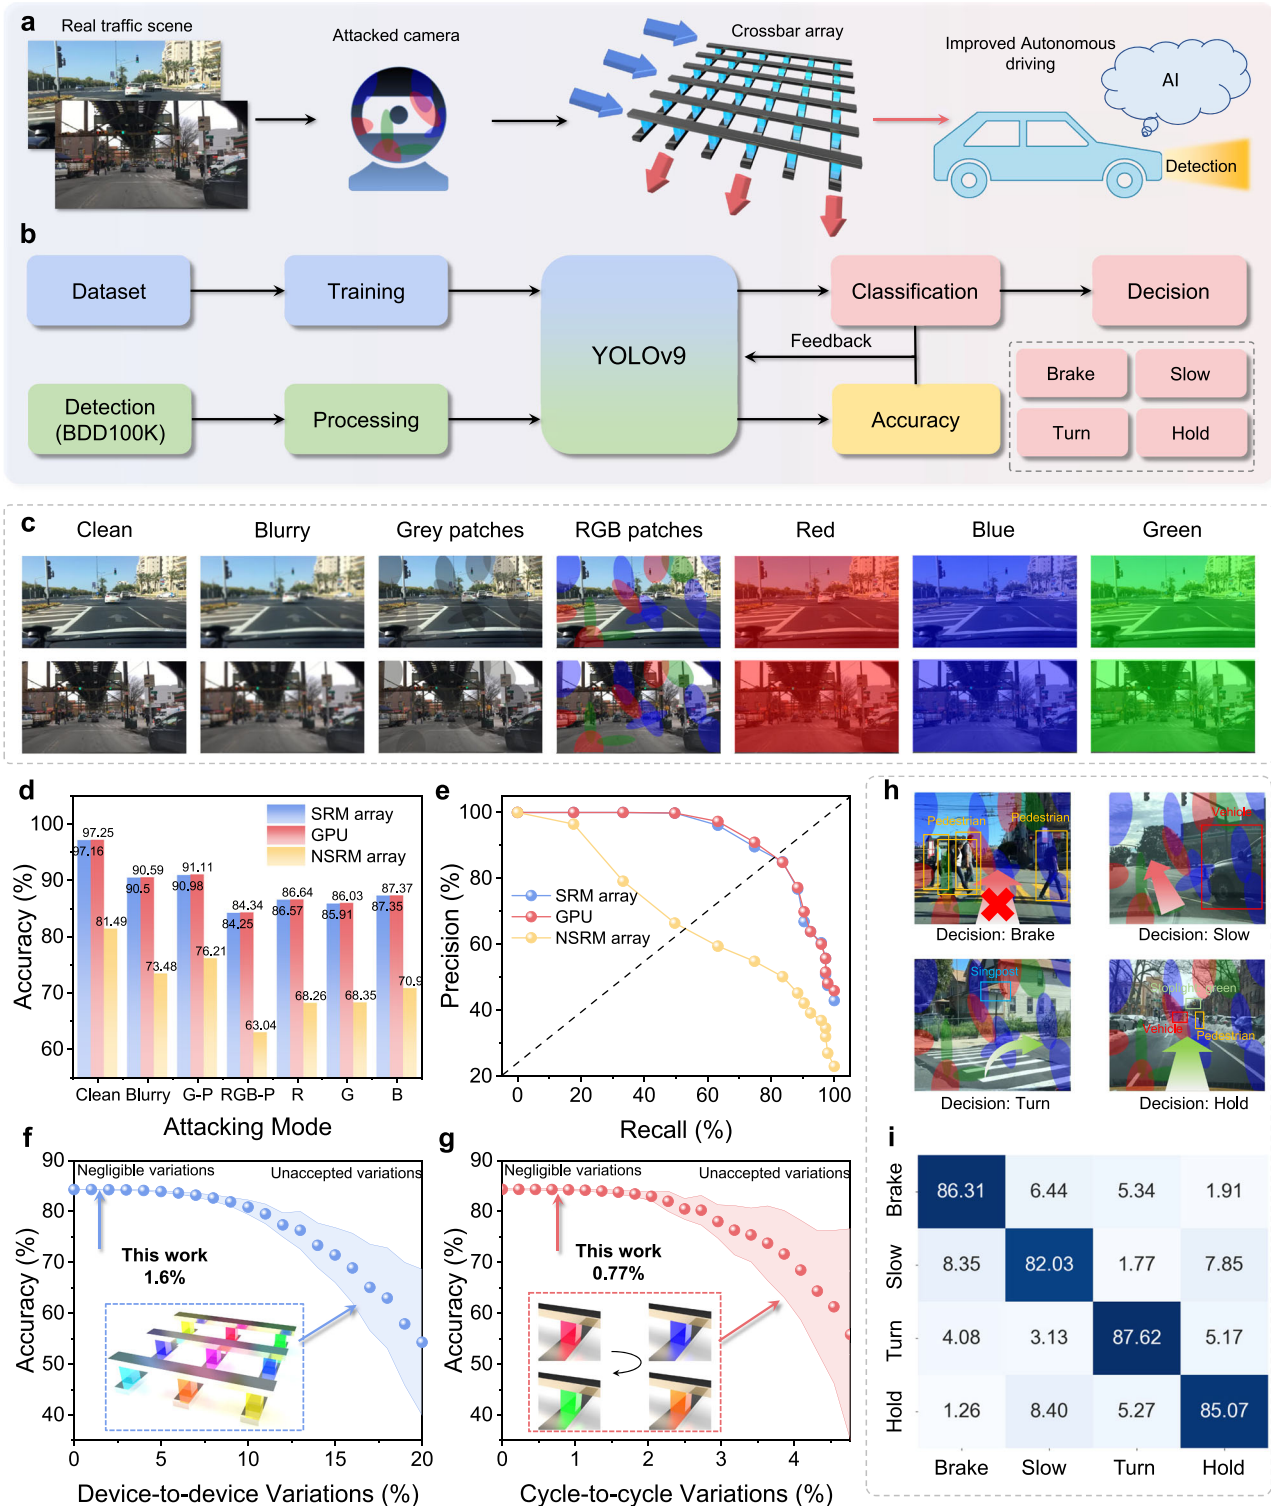 a
Real traffic scene
Attacked camera
Crossbar array
Improved Autonomous
driving
AI
Detection
b
Dataset
Training
YOLOv9
Classification
Decision
Feedback
Detection
(BDD100K)
Processing
Accuracy
Brake
Slow
Turn
Hold
c
Clean
Blurry
Grey patches
RGB patches
Red
Blue
Green
d
SRM array
GPU
NSRM array
Accuracy (%)
100
90
80
70
60
97.25
97.16
81.49
90.59
90.5
73.48
91.11
90.98
76.21
84.34
84.25
63.04
86.64
86.57
68.26
86.03
85.91
68.35
87.37
87.35
70.9
Clean
Blurry
G-P
RGB-P
R
G
B
Attacking Mode
e
Precision (%)
100
80
60
40
20
SRM array
GPU
NSRM array
0
20
40
60
80
100
Recall (%)
f
Accuracy (%)
90
80
70
60
50
40
Negligible variations
Unaccepted variations
This work
1.6%
0
5
10
15
20
Device-to-device Variations (%)
g
Accuracy (%)
90
80
70
60
50
40
Negligible variations
Unaccepted variations
This work
0.77%
0
1
2
3
4
Cycle-to-cycle Variations (%)
h
Pedestrian
Pedestrian
Decision: Brake
Vehicle
Decision: Slow
Singpost
Decision: Turn
Stoplight green
Vehicle
Pedestrian
Decision: Hold
i
Brake
86.31
6.44
5.34
1.91
Slow
8.35
82.03
1.77
7.85
Turn
4.08
3.13
87.62
5.17
Hold
1.26
8.40
5.27
85.07
Brake
Slow
Turn
Hold